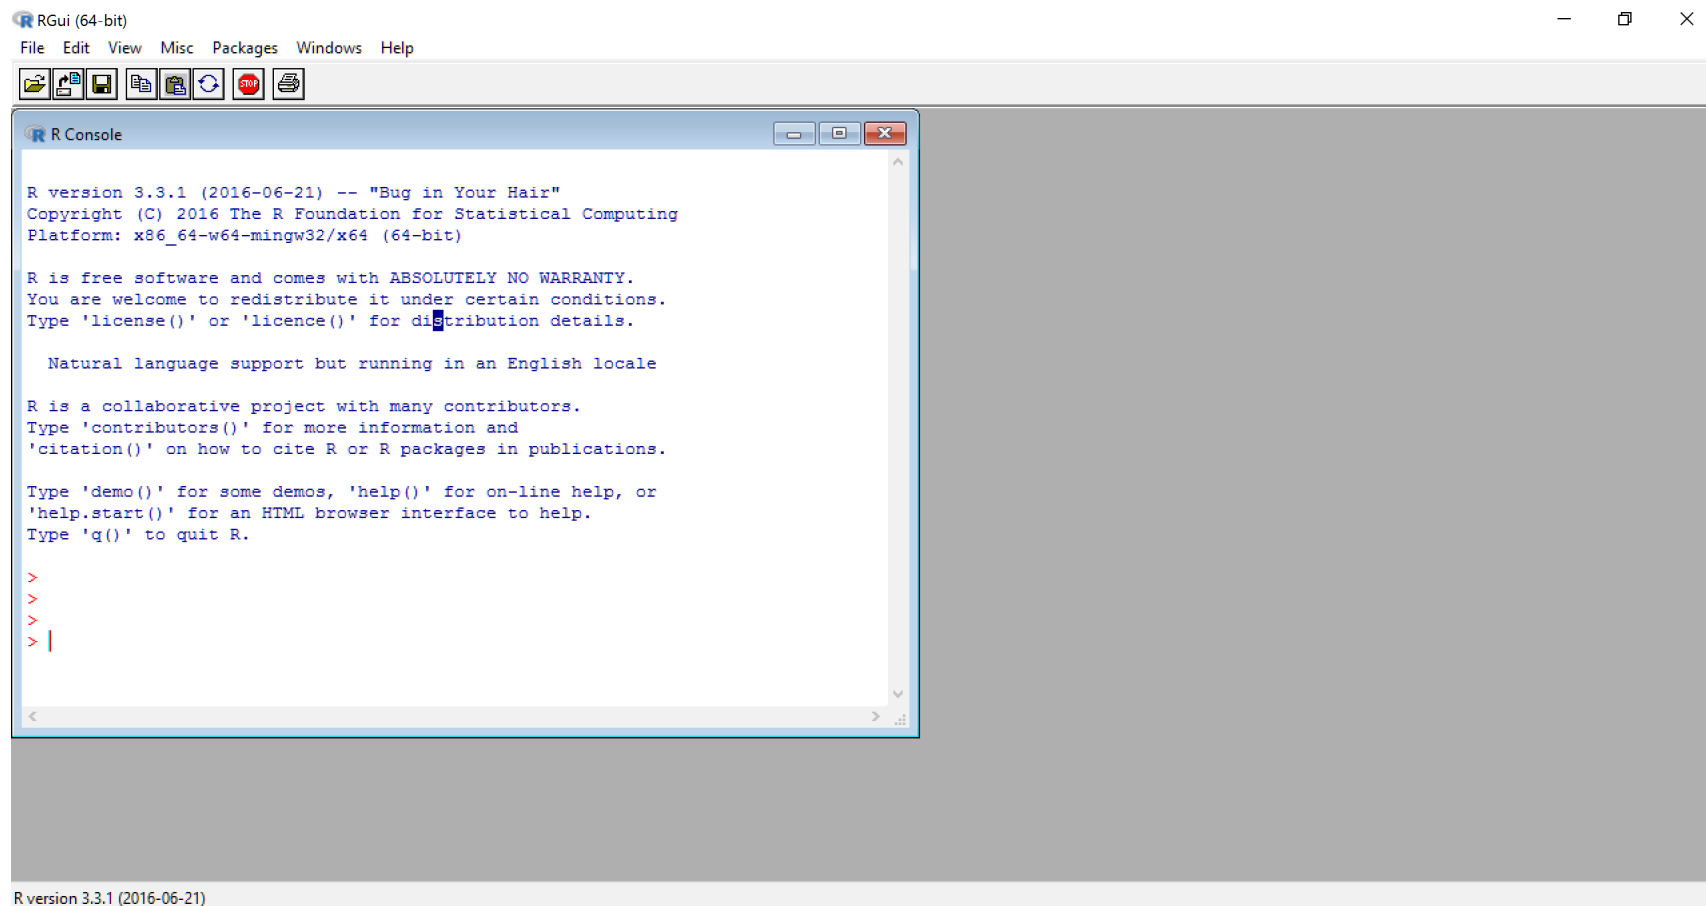 RGui (64-bit)
File Edit View Misc Packages Windows Help
STOP
R Console
R version 3.3.1 (2016-06-21) -- "Bug in Your Hair"
Copyright (C) 2016 The R Foundation for Statistical Computing
Platform: x86_64-w64-mingw32/x64 (64-bit)
R is free software and comes with ABSOLUTELY NO WARRANTY.
You are welcome to redistribute it under certain conditions.
Type 'license()' or 'licence()' for distribution details.
Natural language support but running in an English locale
R is a collaborative project with many contributors.
Type 'contributors()' for more information and
'citation()' on how to cite R or R packages in publications.
Type 'demo()' for some demos, 'help()' for on-line help, or
'help.start()' for an HTML browser interface to help.
Type 'q()' to quit R.
>
>
>
>
R version 3.3.1 (2016-06-21)